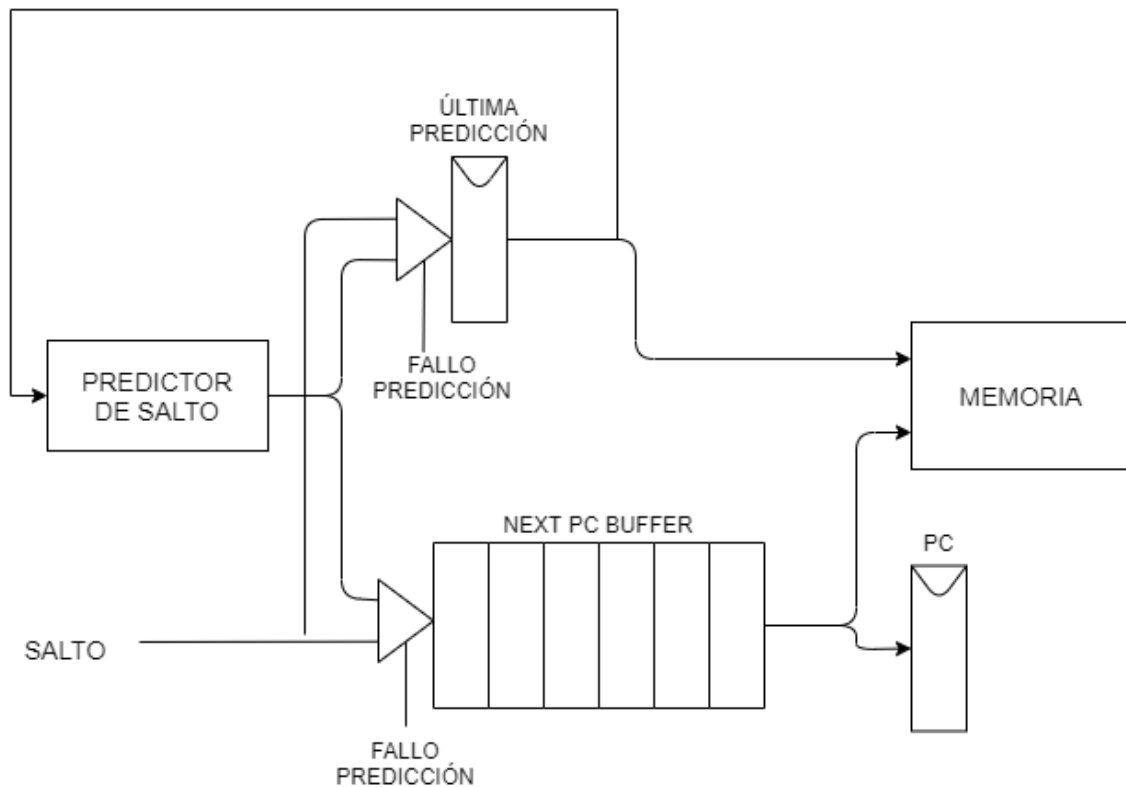 ÚLTIMA
PREDICCIÓN
FALLO
PREDICCIÓN
PREDICTOR
DE SALTO
MEMORIA
NEXT PC BUFFER
PC
SALTO
FALLO
PREDICCIÓN